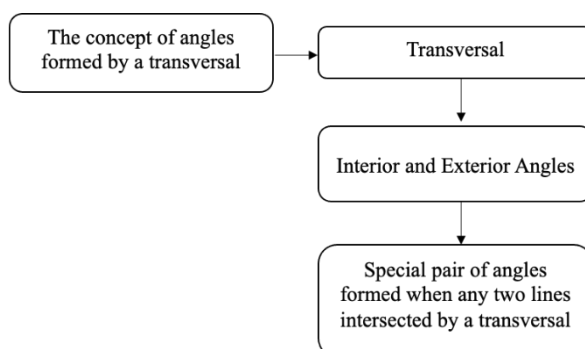 The concept of angles
formed by a transversal
Transversal
Interior and Exterior Angles
Special pair of angles
formed when any two lines
intersected by a transversal